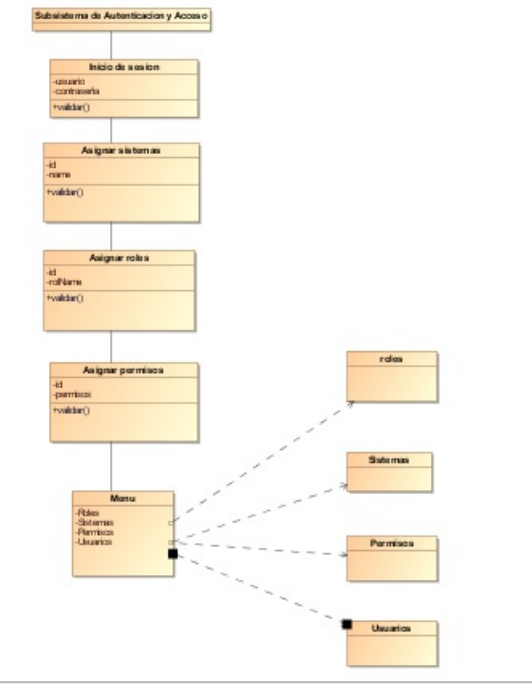 Subsistema de Autenticacion y Acceso
Inicio de sesion
-usuario
-contraseña
+validar()
Asignar sistemas
-id
-name
+validar()
Asignar roles
-id
-rolName
+validar()
Asignar permisos
-id
-permisos
+validar()
Menu
-Roles
-Sistemas
-Permisos
-Usuarios
roles
Sistemas
Permisos
Usuarios